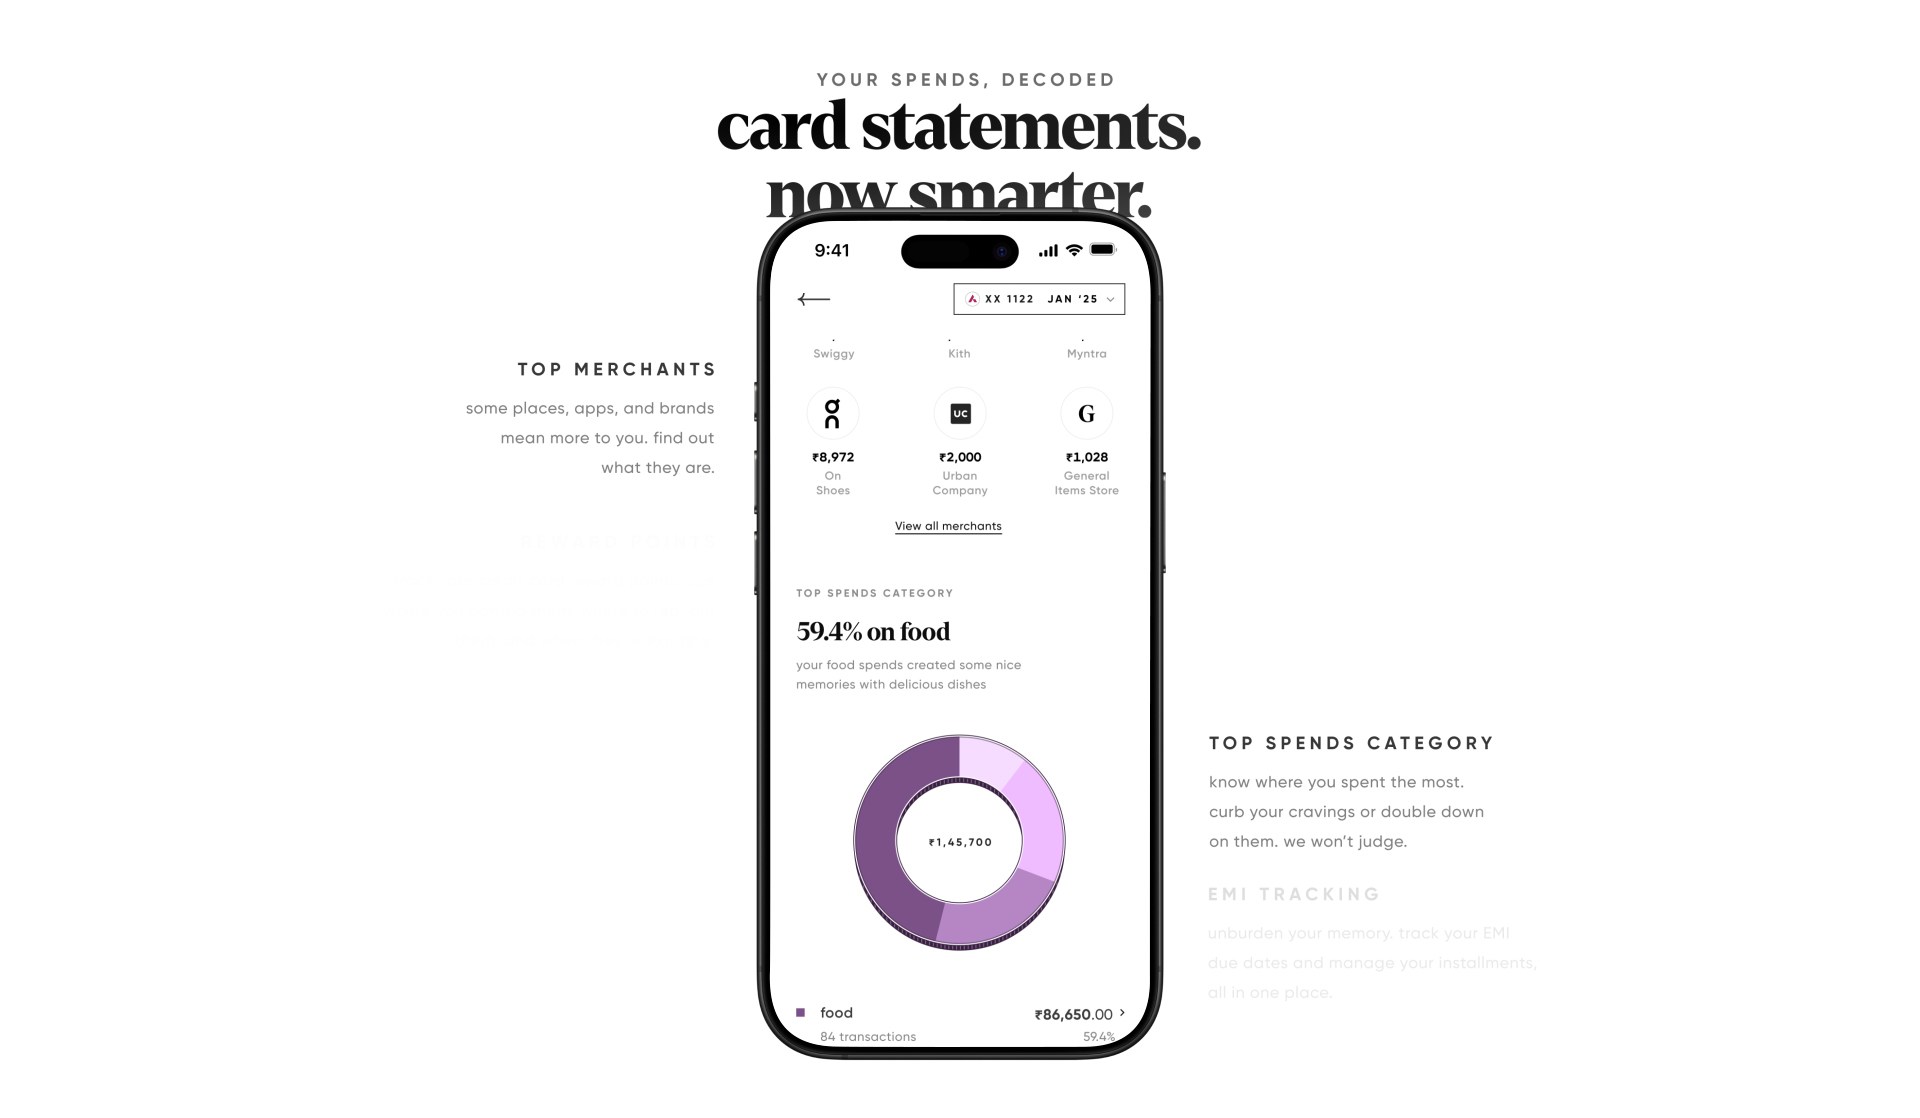 YOUR SPENDS, DECODED
card statements.
now smarter.
9:41
XX 1122 JAN '25
Swiggy Kith Myntra
UC G
₹8,972 ₹2,000 ₹1,028
On Urban General
Shoes Company Items Store
View all merchants
TOP SPENDS CATEGORY
59.4% on food
your food spends created some nice
memories with delicious dishes
₹1,45,700
food ₹86,650.00
84 transactions 59.4%
TOP MERCHANTS
some places, apps, and brands
mean more to you. find out
what they are.
REWARD POINTS
TOP SPENDS CATEGORY
know where you spent the most.
curb your cravings or double down
on them. we won't judge.
EMI TRACKING
unburden your memory. track your EMI
due dates and manage your installments,
all in one place.